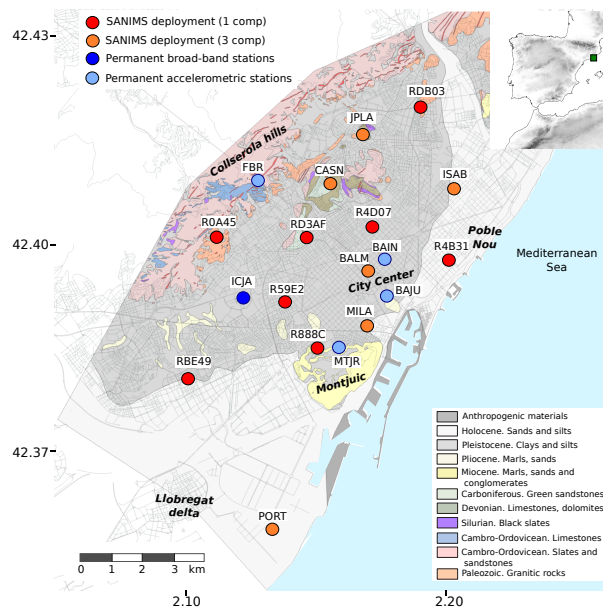 42.43
SANIMS deployment (1 comp)
SANIMS deployment (3 comp)
Permanent broad-band stations
Permanent accelerometric stations
RDB03
JPLA
Collserola hills
FBR
CASN
ISAB
R0A45
RD3AF
R4D07
Poble
Nou
42.40
BAIN
R4B31
Mediterranean
Sea
BALM
City Center
ICJA
R59E2
BAJU
MILA
R888C
MTJR
RBE49
Montjuic
42.37
Llobregat
delta
PORT
0 1 2 3 km
Anthropogenic materials
Holocene. Sands and silts
Pleistocene. Clays and silts
Pliocene. Marls, sands
Miocene. Marls, sands and
conglomerates
Carboniferous. Green sandstones
Devonian. Limestones, dolomites
Silurian. Black slates
Cambro-Ordovicean. Limestones
Cambro-Ordovicean. Slates and
sandstones
Paleozoic. Granitic rocks
2.10
2.20